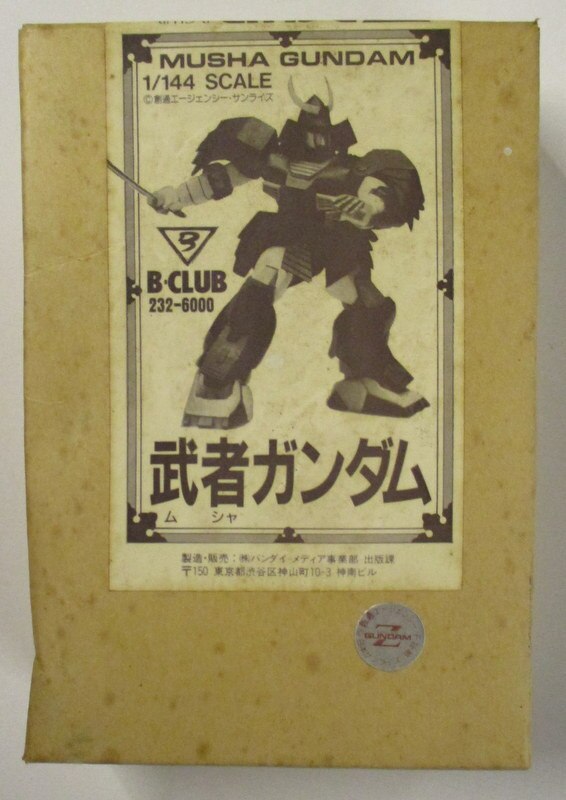 MUSHA GUNDAM
1/144 SCALE
©創通エージェンシー・サンライズ
B
B-CLUB
232-6000
武者ガンダム
ム シャ
製造・販売：㈱バンダイ メディア事業部 出版課
〒150 東京都渋谷区神山町10-3 神南ビル
Z
GUNDAM